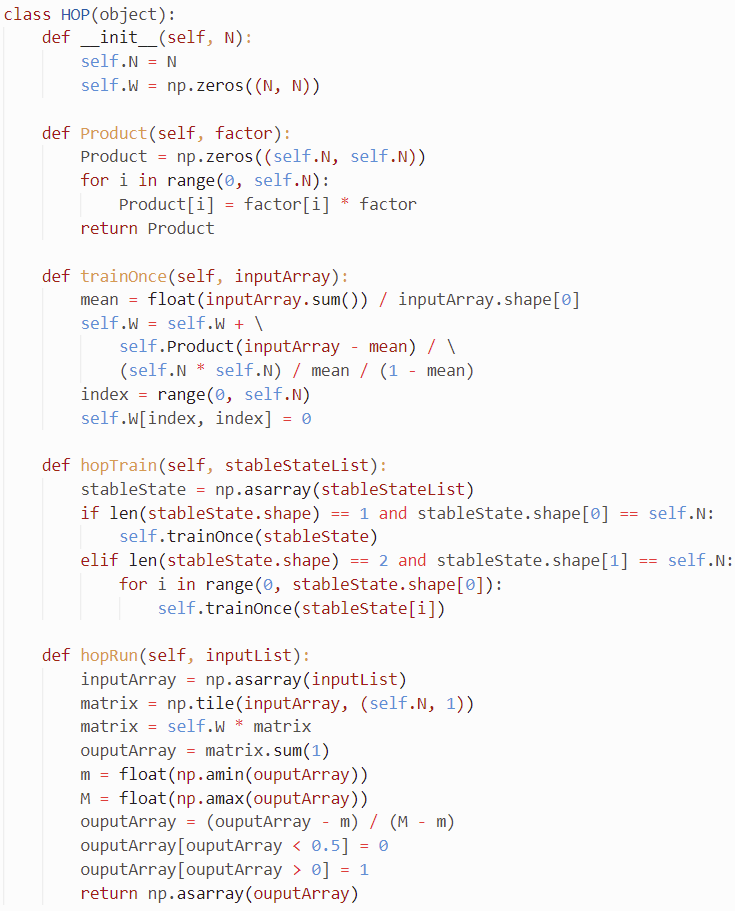 class HOP(object):
    def __init__(self, N):
        self.N = N
        self.W = np.zeros((N, N))

    def Product(self, factor):
        Product = np.zeros((self.N, self.N))
        for i in range(0, self.N):
            Product[i] = factor[i] * factor
        return Product

    def trainOnce(self, inputArray):
        mean = float(inputArray.sum()) / inputArray.shape[0]
        self.W = self.W + \
            self.Product(inputArray - mean) / \
            (self.N * self.N) / mean / (1 - mean)
        index = range(0, self.N)
        self.W[index, index] = 0

    def hopTrain(self, stableStateList):
        stableState = np.asarray(stableStateList)
        if len(stableState.shape) == 1 and stableState.shape[0] == self.N:
            self.trainOnce(stableState)
        elif len(stableState.shape) == 2 and stableState.shape[1] == self.N:
            for i in range(0, stableState.shape[0]):
                self.trainOnce(stableState[i])

    def hopRun(self, inputList):
        inputArray = np.asarray(inputList)
        matrix = np.tile(inputArray, (self.N, 1))
        matrix = self.W * matrix
        ouputArray = matrix.sum(1)
        m = float(np.amin(ouputArray))
        M = float(np.amax(ouputArray))
        ouputArray = (ouputArray - m) / (M - m)
        ouputArray[ouputArray < 0.5] = 0
        ouputArray[ouputArray > 0] = 1
        return np.asarray(ouputArray)